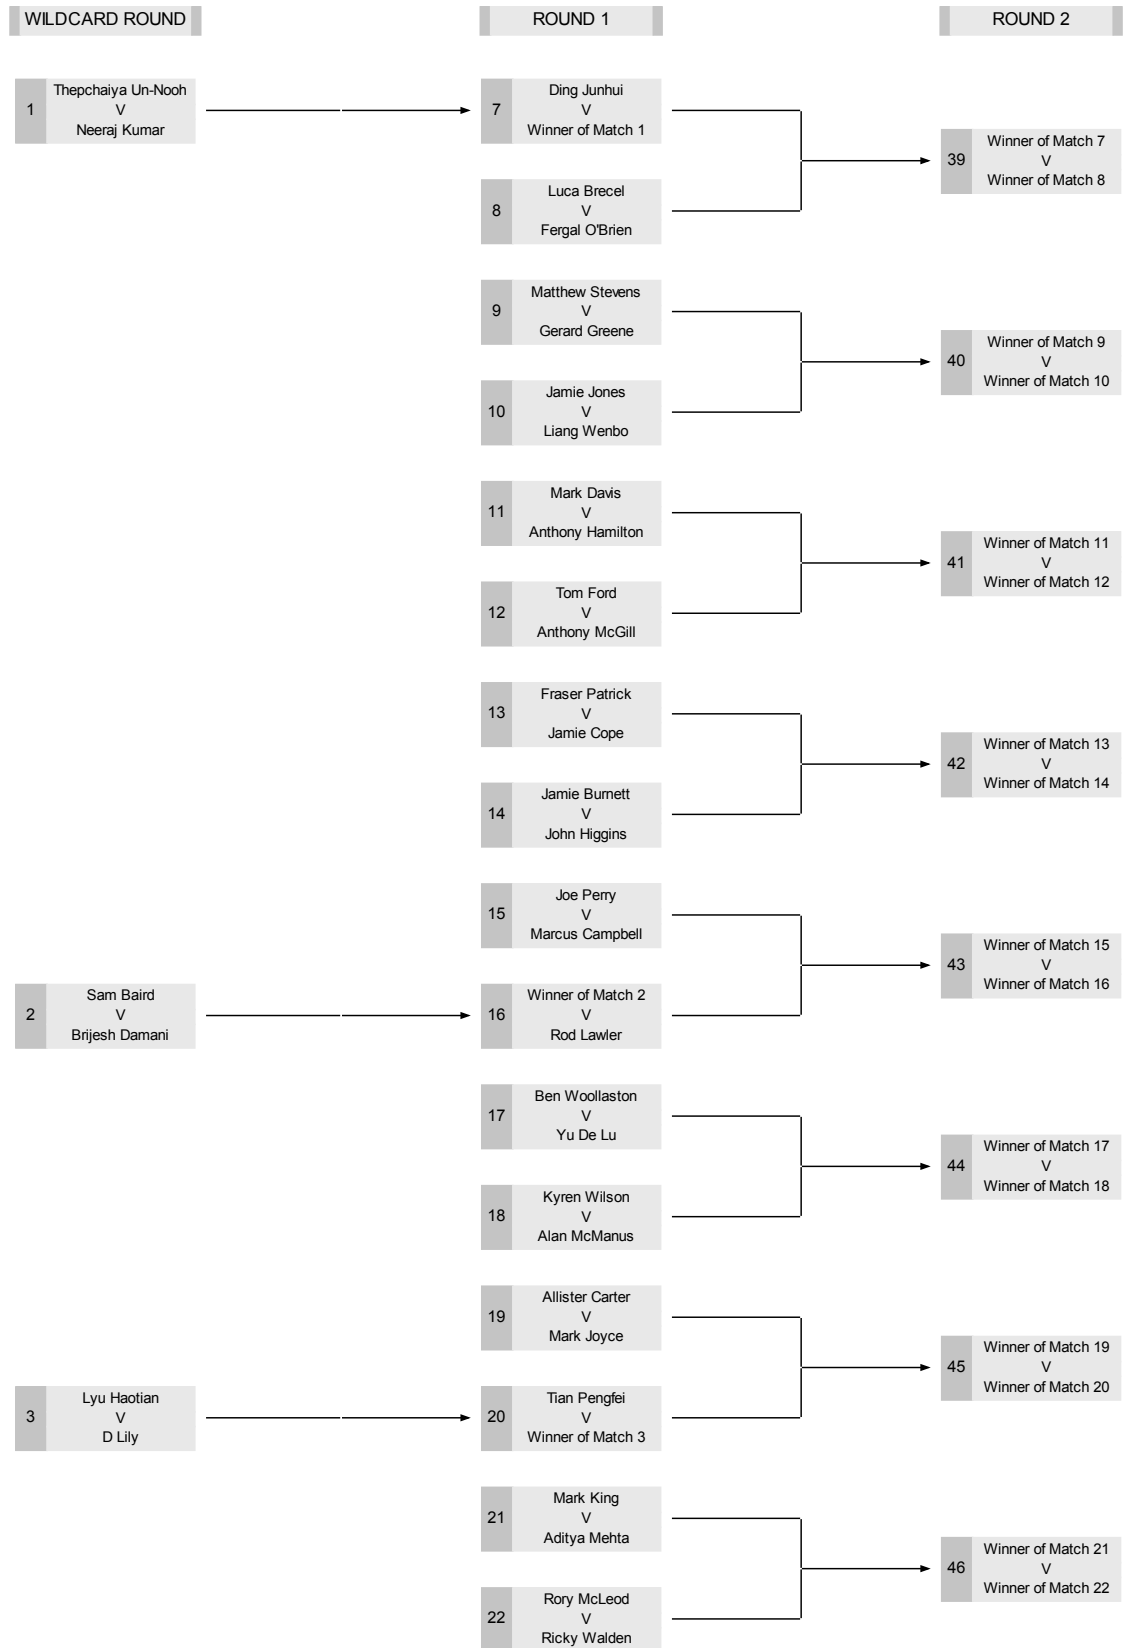 WILDCARD ROUND
ROUND 1
ROUND 2
1
Thepchaiya Un-Nooh
V
Neeraj Kumar
7
Ding Junhui
V
Winner of Match 1
39
Winner of Match 7
V
Winner of Match 8
8
Luca Brecel
V
Fergal O'Brien
9
Matthew Stevens
V
Gerard Greene
40
Winner of Match 9
V
Winner of Match 10
10
Jamie Jones
V
Liang Wenbo
11
Mark Davis
V
Anthony Hamilton
41
Winner of Match 11
V
Winner of Match 12
12
Tom Ford
V
Anthony McGill
13
Fraser Patrick
V
Jamie Cope
42
Winner of Match 13
V
Winner of Match 14
14
Jamie Burnett
V
John Higgins
15
Joe Perry
V
Marcus Campbell
43
Winner of Match 15
V
Winner of Match 16
2
Sam Baird
V
Brijesh Damani
16
Winner of Match 2
V
Rod Lawler
17
Ben Woollaston
V
Yu De Lu
44
Winner of Match 17
V
Winner of Match 18
18
Kyren Wilson
V
Alan McManus
19
Allister Carter
V
Mark Joyce
45
Winner of Match 19
V
Winner of Match 20
3
Lyu Haotian
V
D Lily
20
Tian Pengfei
V
Winner of Match 3
21
Mark King
V
Aditya Mehta
46
Winner of Match 21
V
Winner of Match 22
22
Rory McLeod
V
Ricky Walden